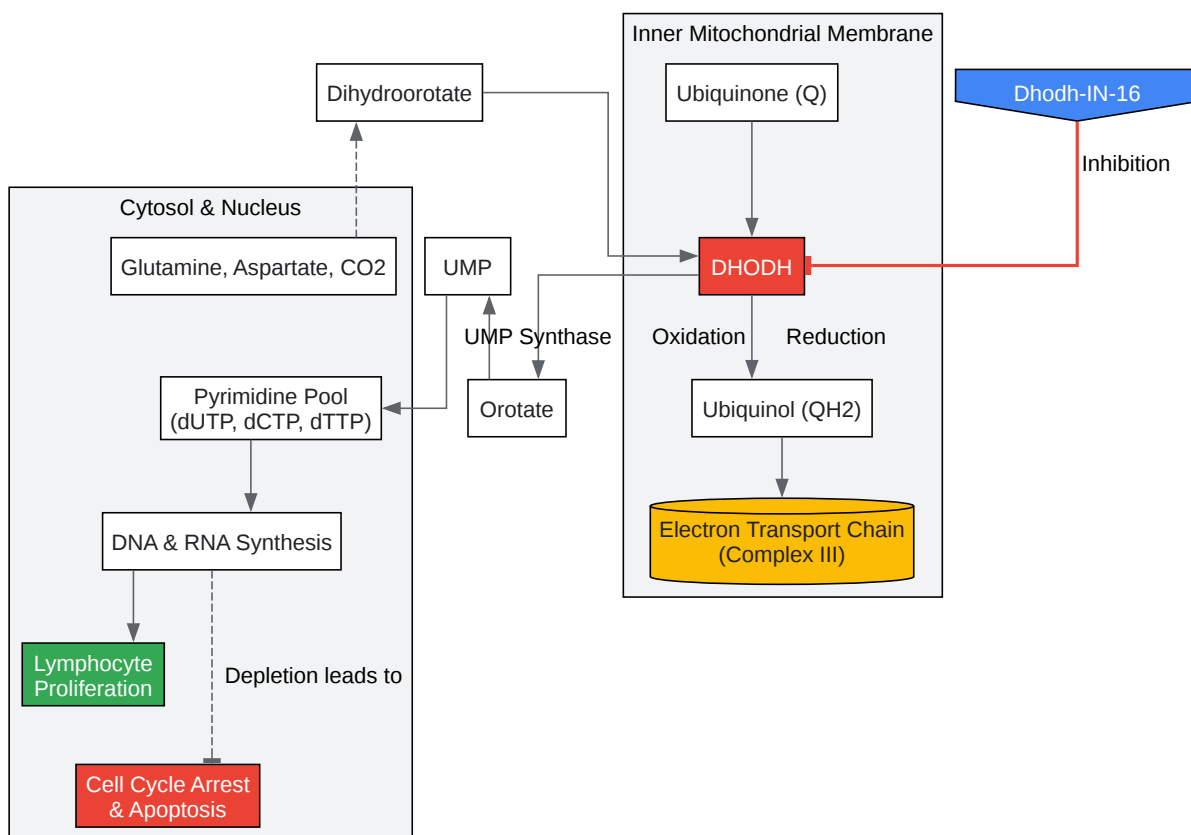 Inner Mitochondrial Membrane
Dihydroorotate
Ubiquinone (Q)
Dhodh-IN-16
Inhibition
Cytosol & Nucleus
Glutamine, Aspartate, CO2
UMP
DHODH
UMP Synthase
Oxidation
Reduction
Pyrimidine Pool
(dUTP, dCTP, dTTP)
Orotate
Ubiquinol (QH2)
DNA & RNA Synthesis
Electron Transport Chain
(Complex III)
Lymphocyte
Proliferation
Depletion leads to
Cell Cycle Arrest
& Apoptosis